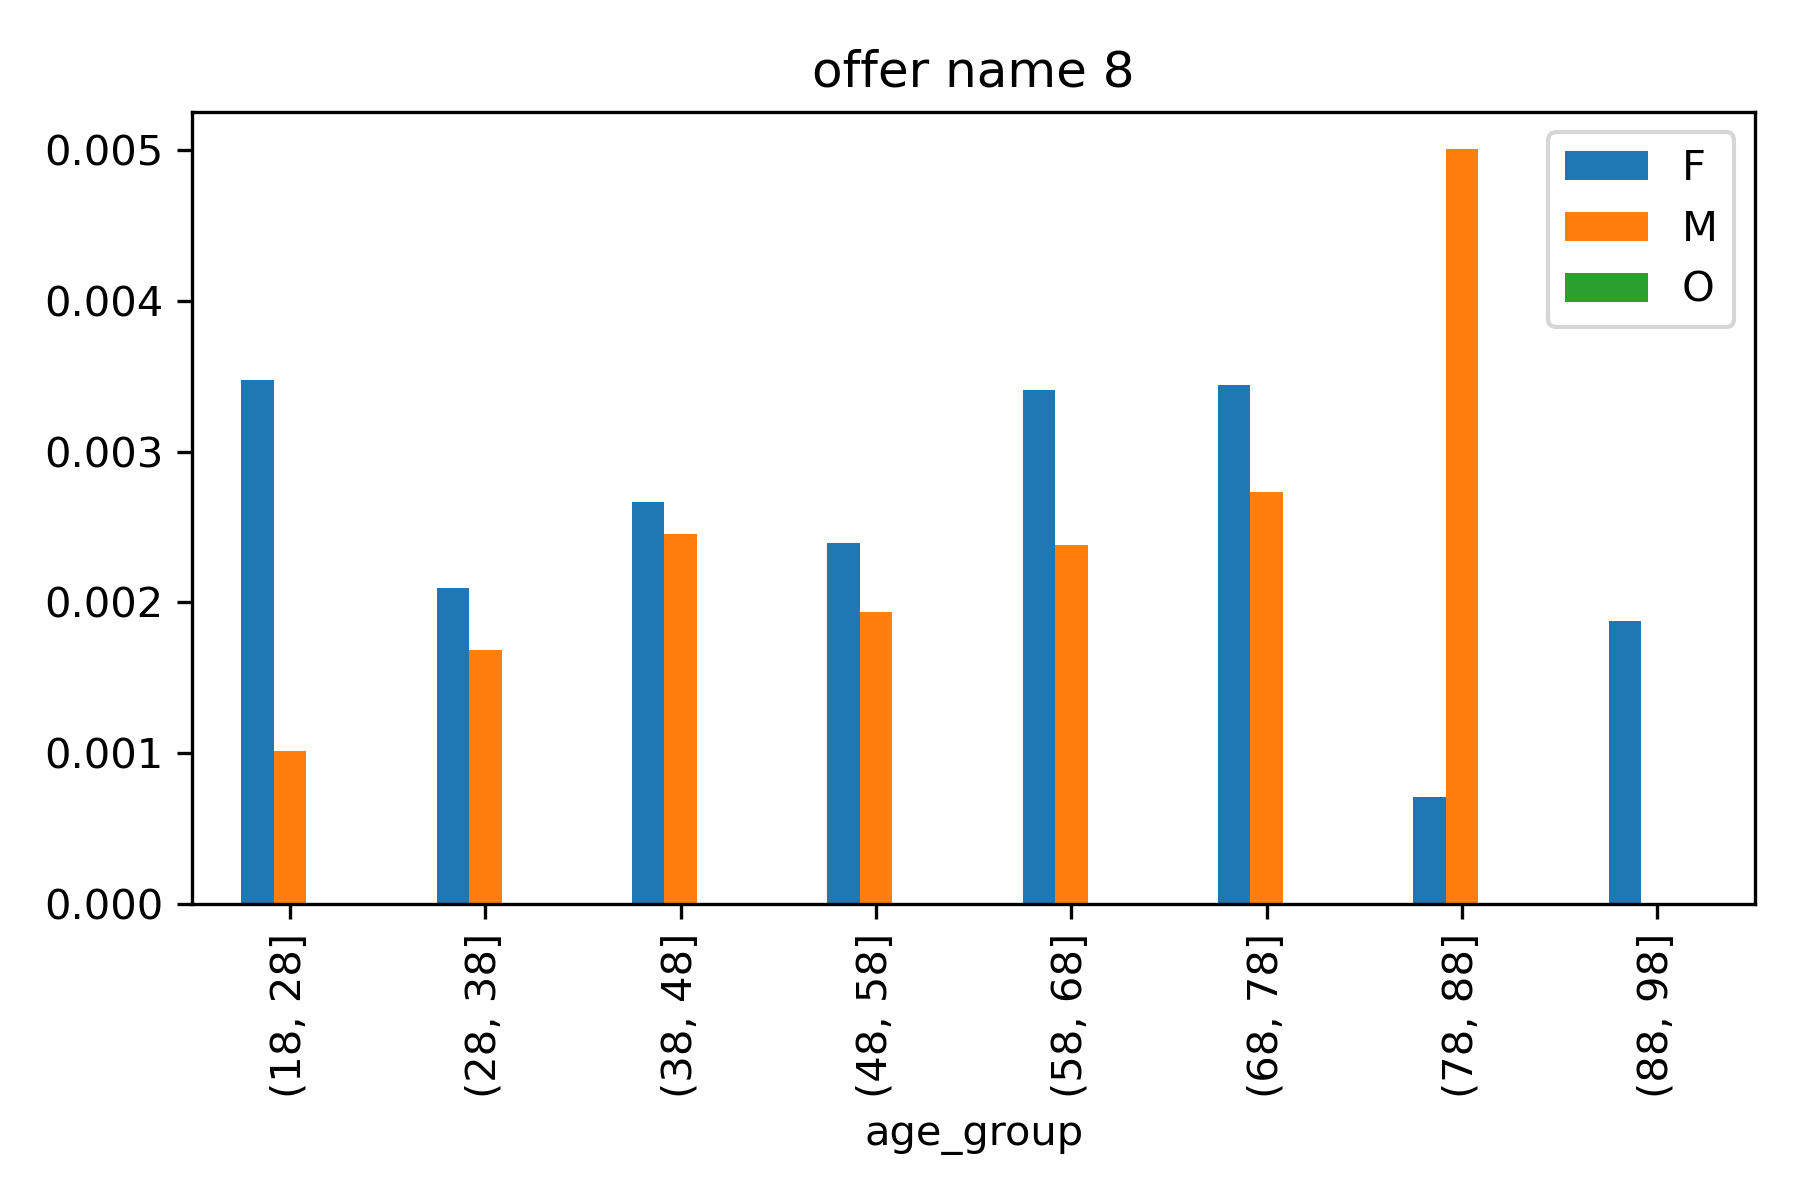 offer name 8
0.005
0.004
0.003
0.002
0.001
0.000
F
M
O
(18, 28]
(28, 38]
(38, 48]
(48, 58]
(58, 68]
(68, 78]
(78, 88]
(88, 98]
age_group